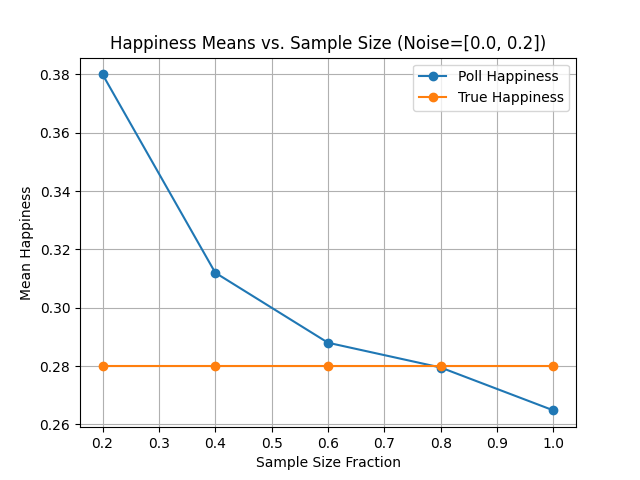 Happiness Means vs. Sample Size (Noise=[0.0, 0.2])
Poll Happiness
True Happiness
Mean Happiness
0.38
0.36
0.34
0.32
0.30
0.28
0.26
0.2 0.3 0.4 0.5 0.6 0.7 0.8 0.9 1.0
Sample Size Fraction